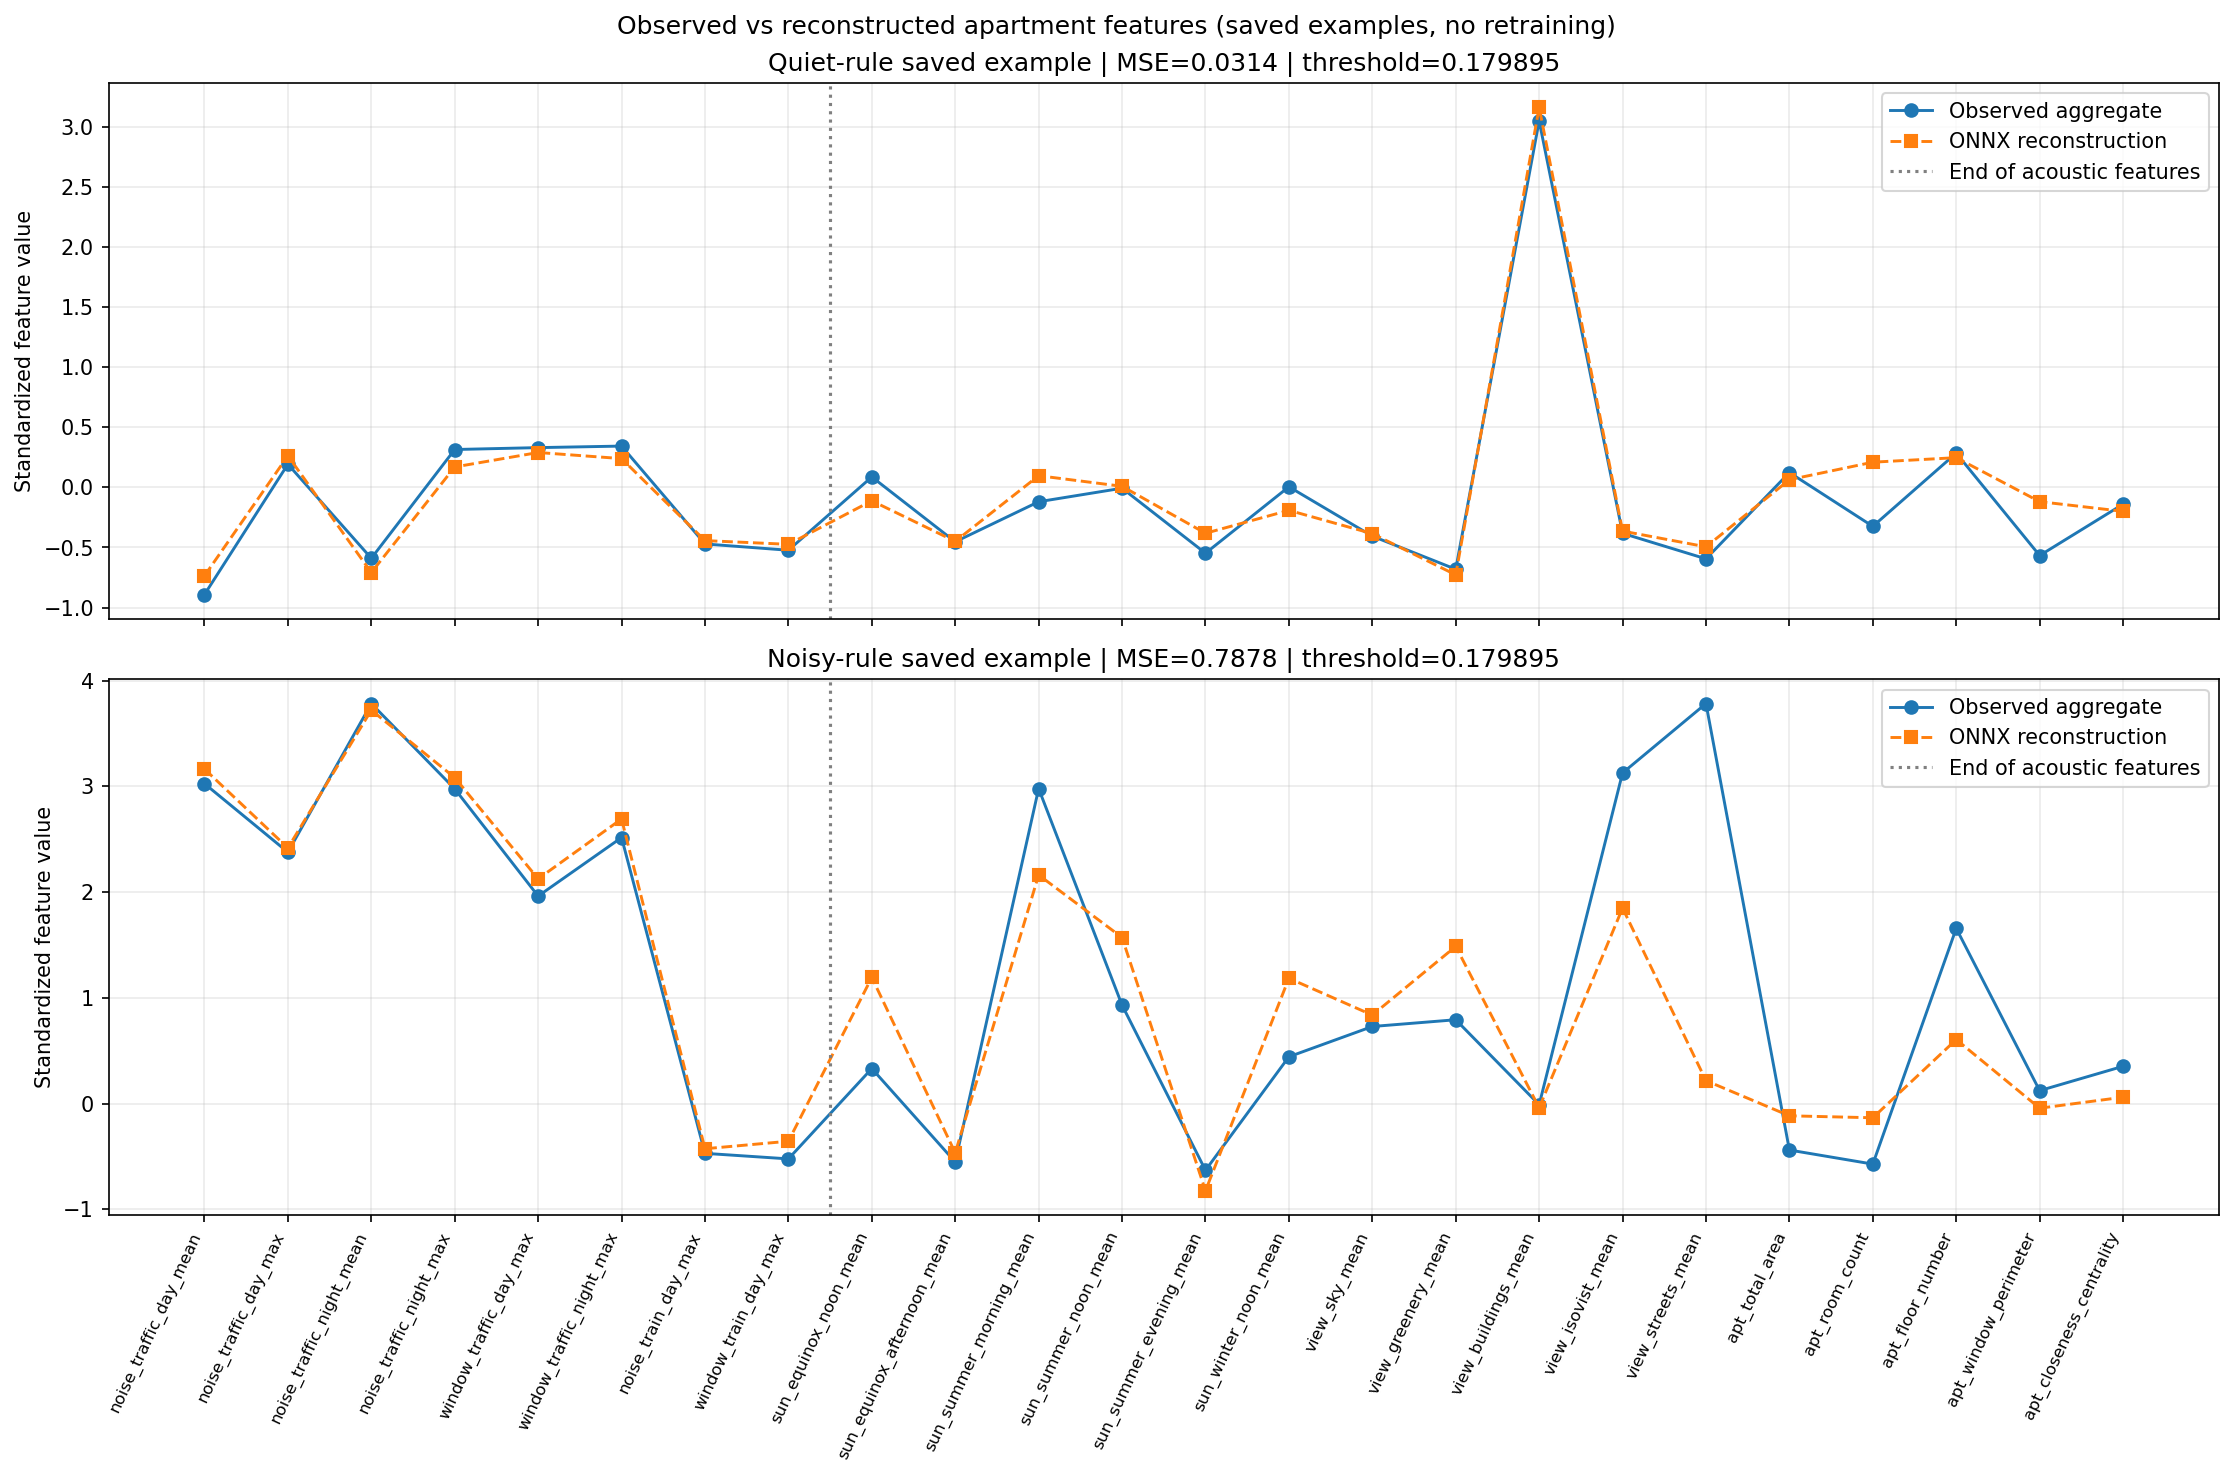 Observed vs reconstructed apartment features (saved examples, no retraining)
Quiet-rule saved example | MSE=0.0314 | threshold=0.179895
Standardized feature value
3.0
2.5
2.0
1.5
1.0
0.5
0.0
−0.5
−1.0
Observed aggregate
ONNX reconstruction
End of acoustic features
Noisy-rule saved example | MSE=0.7878 | threshold=0.179895
Standardized feature value
4
3
2
1
0
−1
Observed aggregate
ONNX reconstruction
End of acoustic features
noise_traffic_day_mean
noise_traffic_day_max
noise_traffic_night_mean
noise_traffic_night_max
window_traffic_day_max
window_traffic_night_max
noise_train_day_max
window_train_day_max
sun_equinox_noon_mean
sun_equinox_afternoon_mean
sun_summer_morning_mean
sun_summer_noon_mean
sun_summer_evening_mean
sun_winter_noon_mean
view_sky_mean
view_greenery_mean
view_buildings_mean
view_isovist_mean
view_streets_mean
apt_total_area
apt_room_count
apt_floor_number
apt_window_perimeter
apt_closeness_centrality